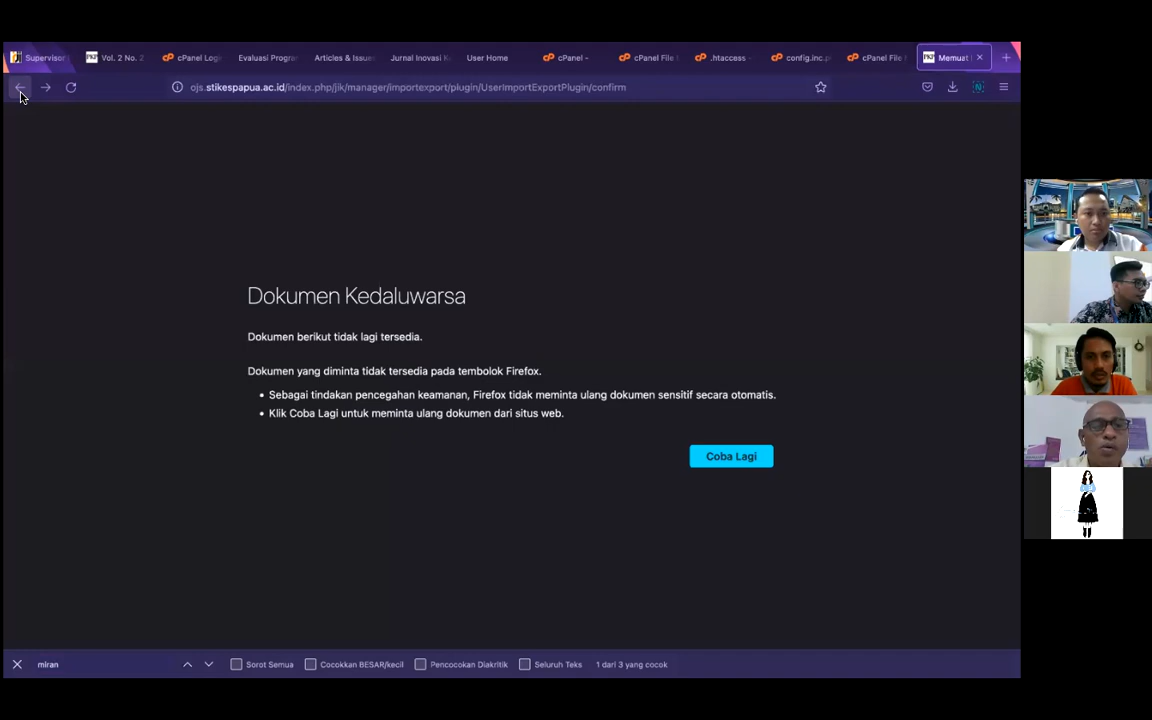 Supervisor
Vol. 2 No. 2
cPanel Logi
Evaluasi Progra
Articles & Issue
Jurnal Inovasi K
User Home
cPanel -
cPanel File
.htaccess -
config.inc.p
cPanel File
Memuat
ojs.stikespapua.ac.id/index.php/jik/manager/importexport/plugin/UserImportExportPlugin/confirm
Dokumen Kedaluwarsa
Dokumen berikut tidak lagi tersedia.
Dokumen yang diminta tidak tersedia pada tembolok Firefox.
Sebagai tindakan pencegahan keamanan, Firefox tidak meminta ulang dokumen sensitif secara otomatis.
Klik Coba Lagi untuk meminta ulang dokumen dari situs web.
Coba Lagi
miran
Sorot Semua
Cocokkan BESAR/kecil
Pencocokan Diakritik
Seluruh Teks
1 dari 3 yang cocok